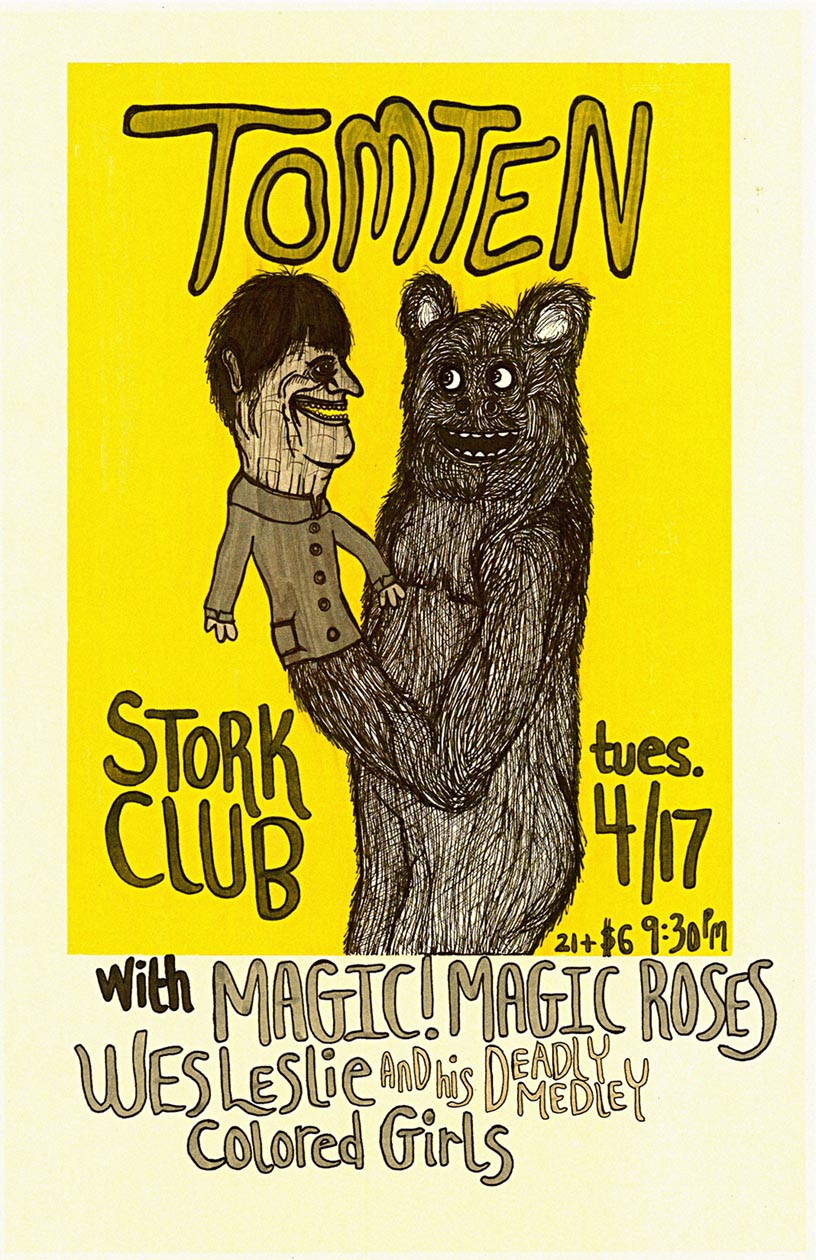 TOMTEN
STORK
CLUB
tues.
4/17
21+ $6 9:30PM
with MAGIC! MAGIC ROSES
WES LESLIE AND his DEADLY MEDLEY
Colored Girls